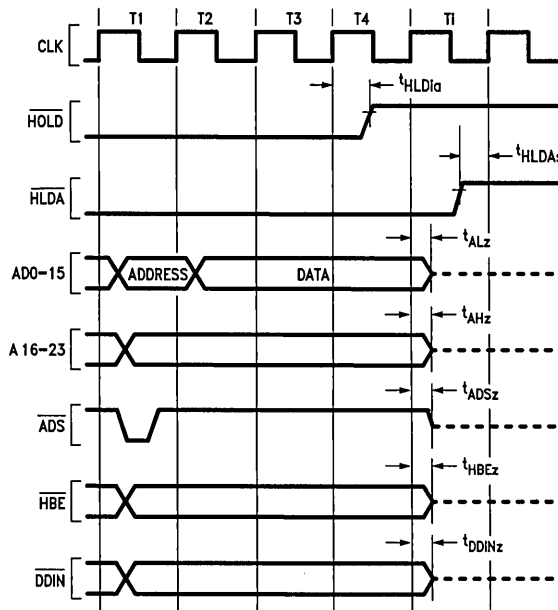 T1 T2 T3 T4 Ti
CLK
tHLDia
HOLD
tHLDAs
HLDA
tALz
AD0-15 ADDRESS DATA
tAHz
A16-23
tADSz
ADS
tHBEz
HBE
tDDINz
DDIN